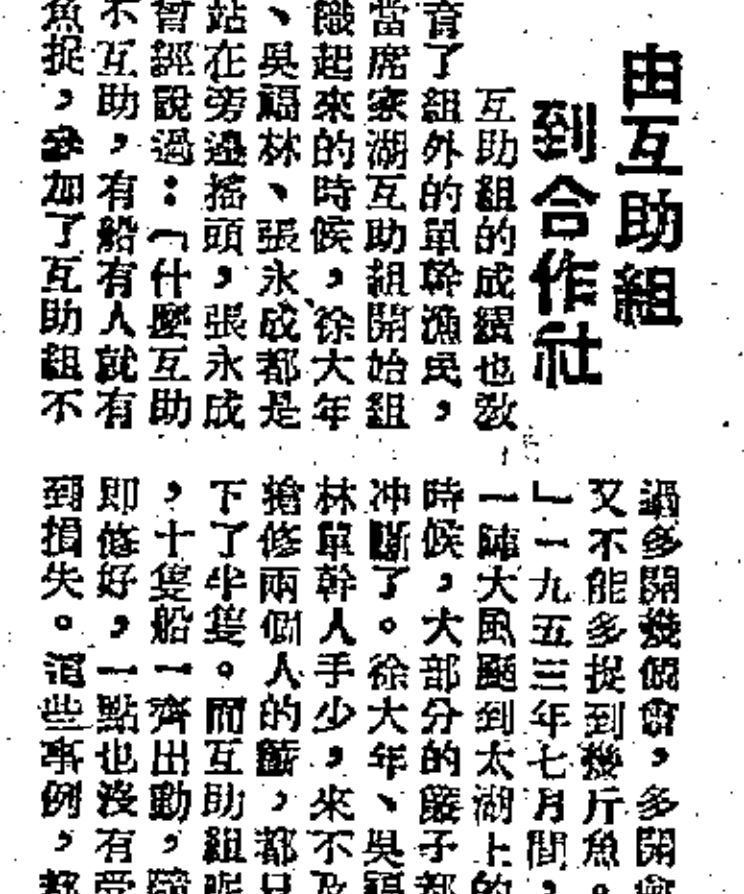 由互助組
到合作社
互助組的成績也敎
育了組外的單幹漁民，
當席家湖互助組開始組
織起來的時候，徐大年
、吳福林、張永成都是
站在旁邊搖頭，張永成
曾經說過：「什麼互助
不互助，有船有人就有
魚捉，參加了互助組不
過多開幾個會，多開會
又不能多捉到幾斤魚。
」一九五三年七月間，
一陣大風颳到太湖上的
時候，大部分的籪子都
冲斷了。徐大年、吳福
林單幹人手少，來不及
搶修兩個人的籪，都只
下了半隻。而互助組呢
，十隻船一齊出動，隨
即修好，一點也沒有受
到損失。這些事例，都